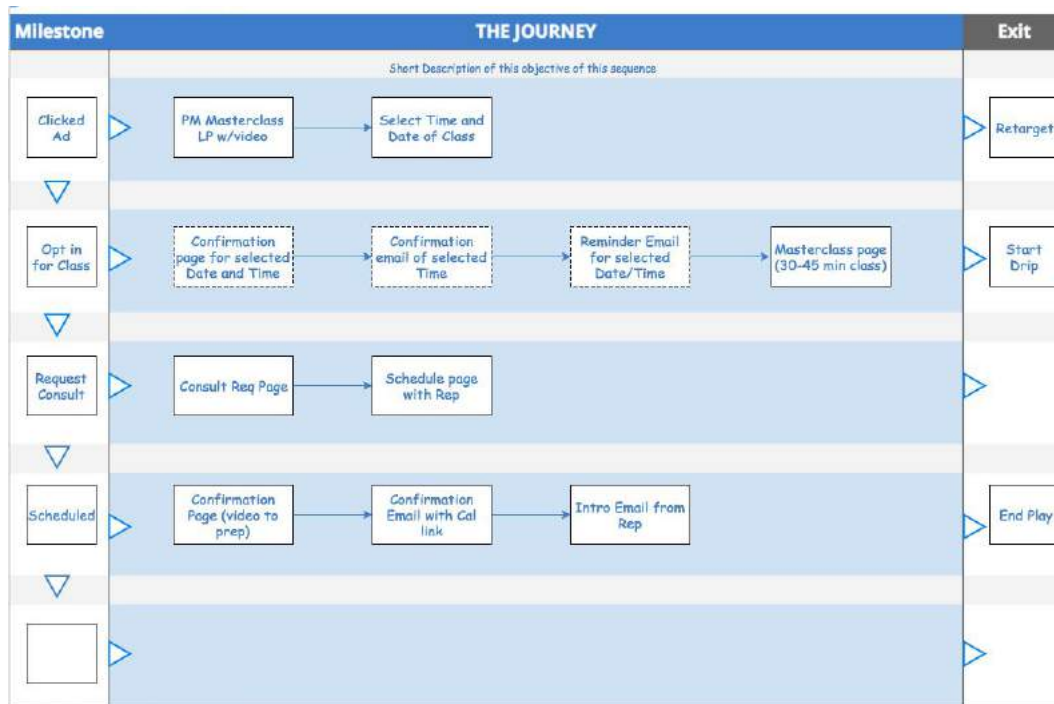 Milestone
THE JOURNEY
Exit
Short Description of this objective of this sequence
Clicked
Ad
PM Masterclass
LP w/video
Select Time and
Date of Class
Retarget
Opt in
for Class
Confirmation
page for selected
Date and Time
Confirmation
email of selected
Time
Reminder Email
for selected
Date/Time
Masterclass page
(30-45 min class)
Start
Drip
Request
Consult
Consult Req Page
Schedule page
with Rep
Scheduled
Confirmation
Page (video to
prep)
Confirmation
Email with Cal
link
Intro Email from
Rep
End Play